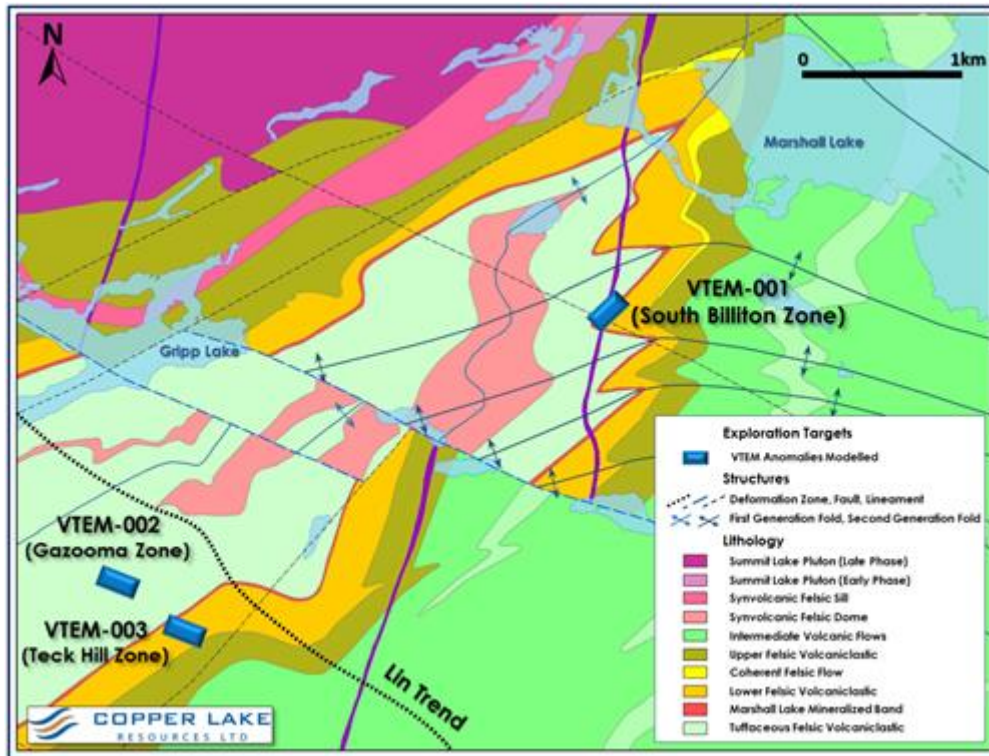 N
0 1km
Marshall Lake
VTEM-001
(South Billiton Zone)
Gripp Lake
VTEM-002
(Gazooma Zone)
VTEM-003
(Teck Hill Zone)
Lin Trend
COPPER LAKE
RESOURCES LTD
Exploration Targets
VTEM Anomalies Modelled
Structures
Deformation Zone, Fault, Lineament
First Generation Fold, Second Generation Fold
Lithology
Summit Lake Pluton (Late Phase)
Summit Lake Pluton (Early Phase)
Synvolcanic Felsic Sill
Synvolcanic Felsic Dome
Intermediate Volcanic Flows
Upper Felsic Volcaniclastic
Coherent Felsic Flow
Lower Felsic Volcaniclastic
Marshall Lake Mineralized Band
Tuffaceous Felsic Volcaniclastic